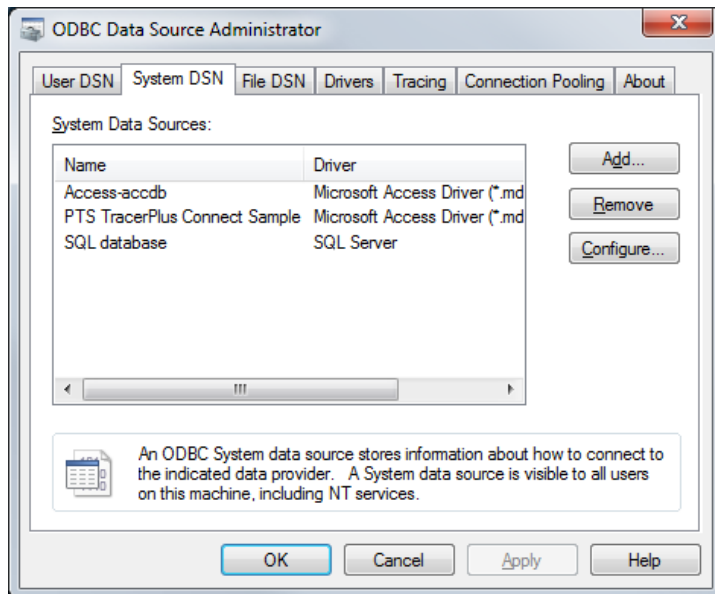 ODBC Data Source Administrator
User DSN System DSN File DSN Drivers Tracing Connection Pooling About
System Data Sources:
Name Driver
Access-accdb Microsoft Access Driver (*.md
PTS TracerPlus Connect Sample Microsoft Access Driver (*.md
SQL database SQL Server
Add...
Remove
Configure...
An ODBC System data source stores information about how to connect to
the indicated data provider. A System data source is visible to all users
on this machine, including NT services.
OK Cancel Apply Help